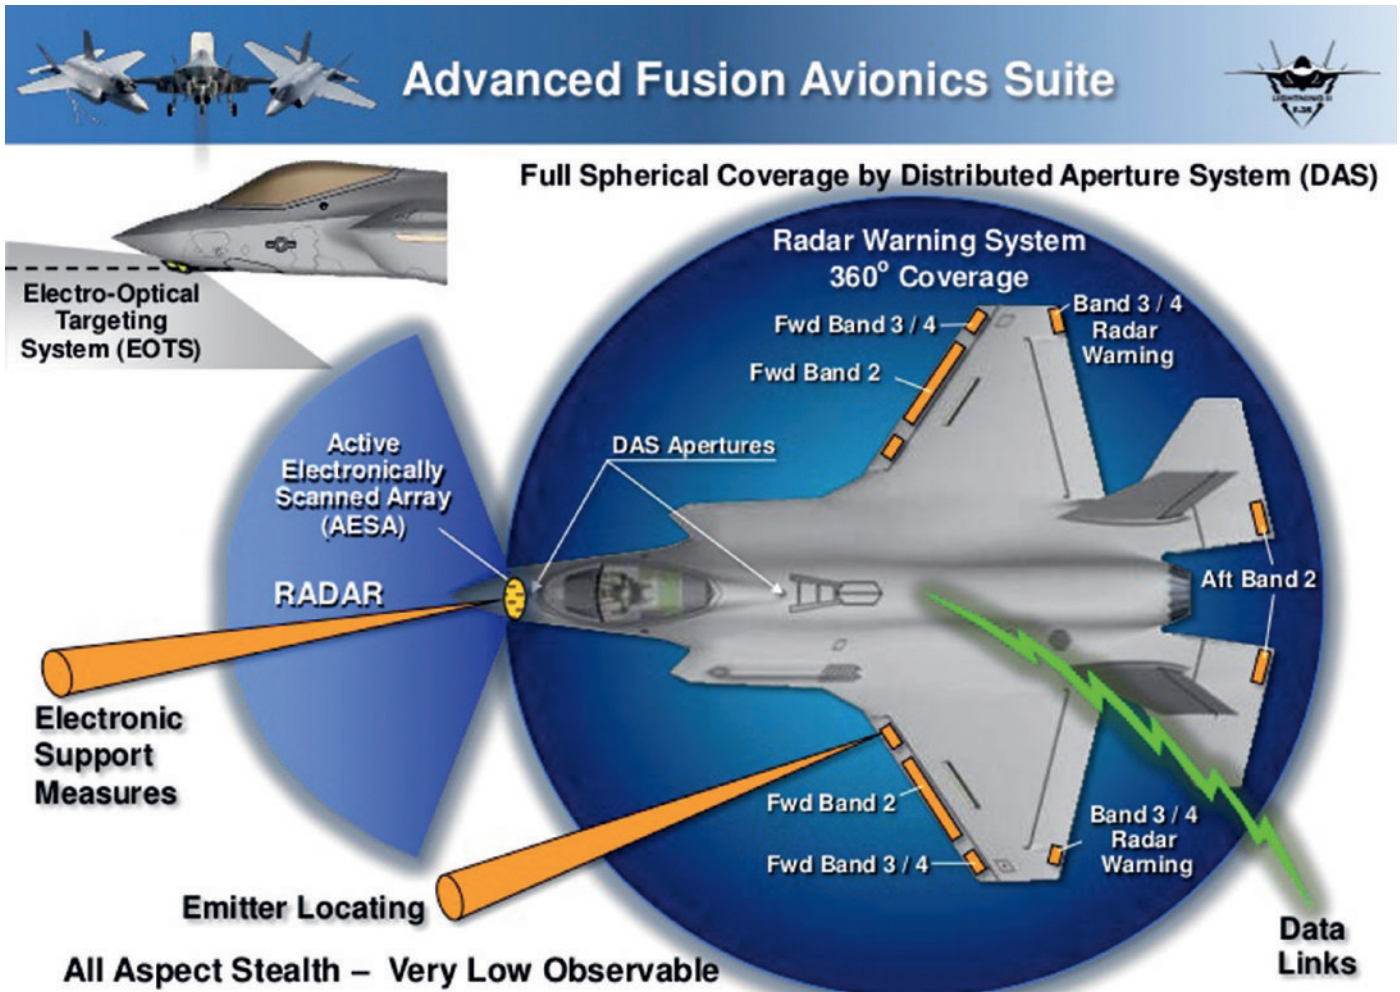 Advanced Fusion Avionics Suite
LIGHTNING II
F-35
Full Spherical Coverage by Distributed Aperture System (DAS)
Electro-Optical
Targeting
System (EOTS)
Radar Warning System
360° Coverage
Fwd Band 3 / 4
Band 3 / 4
Radar
Warning
Fwd Band 2
Active
Electronically
Scanned Array
(AESA)
DAS Apertures
RADAR
Aft Band 2
Electronic
Support
Measures
Fwd Band 2
Fwd Band 3 / 4
Band 3 / 4
Radar
Warning
Emitter Locating
Data
Links
All Aspect Stealth – Very Low Observable